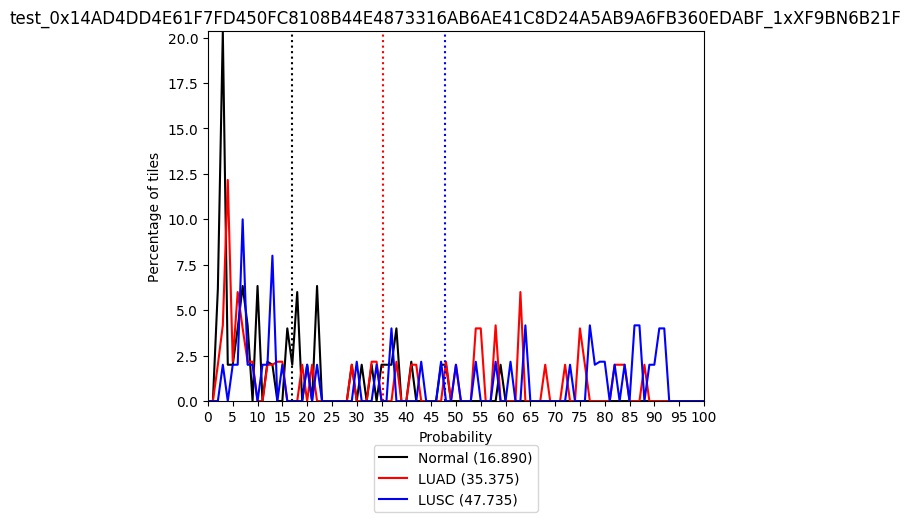 test_0x14AD4DD4E61F7FD450FC8108B44E4873316AB6AE41C8D24A5AB9A6FB360EDABF_1xXF9BN6B21F
20.0
17.5
15.0
12.5
10.0
7.5
5.0
2.5
0.0
Percentage of tiles
0 5 10 15 20 25 30 35 40 45 50 55 60 65 70 75 80 85 90 95 100
Probability
Normal (16.890)
LUAD (35.375)
LUSC (47.735)